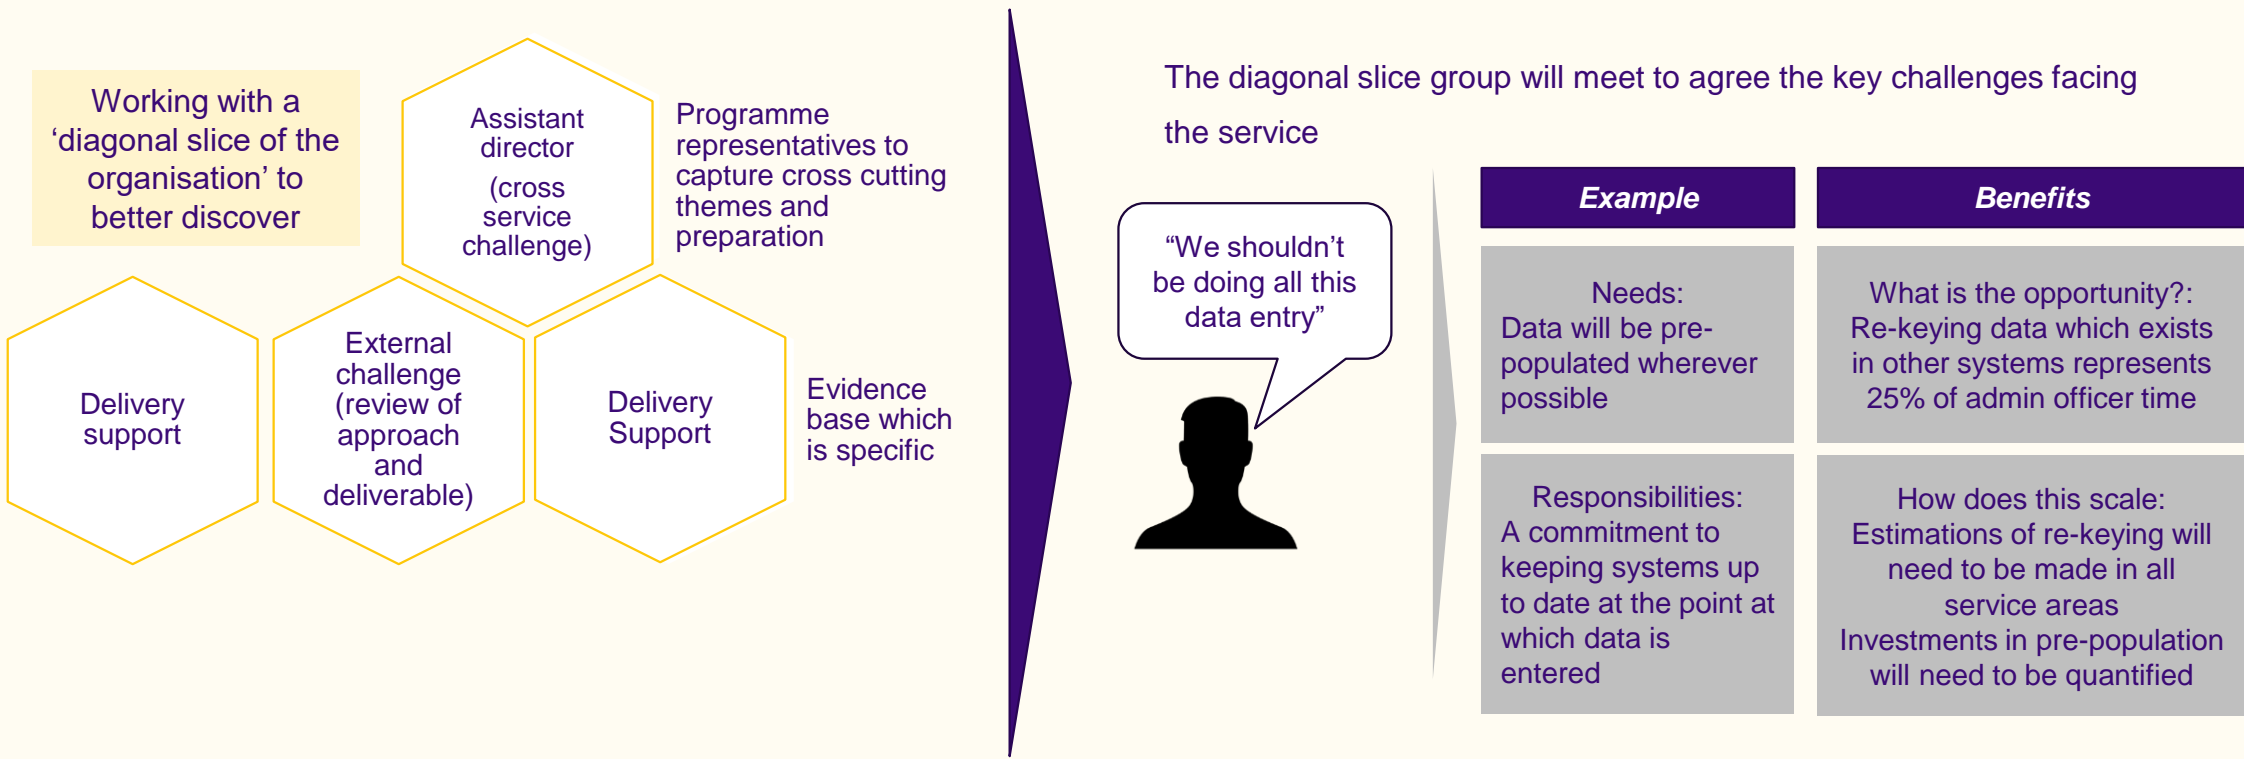 Working with a
‘diagonal slice of the
organisation’ to
better discover
Assistant
director
(cross
service
challenge)
Programme
representatives to
capture cross cutting
themes and
preparation
Delivery
support
External
challenge
(review of
approach
and
deliverable)
Delivery
Support
Evidence
base which
is specific
The diagonal slice group will meet to agree the key challenges facing
the service
“We shouldn’t
be doing all this
data entry”
Example
Needs:
Data will be pre-
populated wherever
possible
Responsibilities:
A commitment to
keeping systems up
to date at the point at
which data is
entered
Benefits
What is the opportunity?:
Re-keying data which exists
in other systems represents
25% of admin officer time
How does this scale:
Estimations of re-keying will
need to be made in all
service areas
Investments in pre-population
will need to be quantified